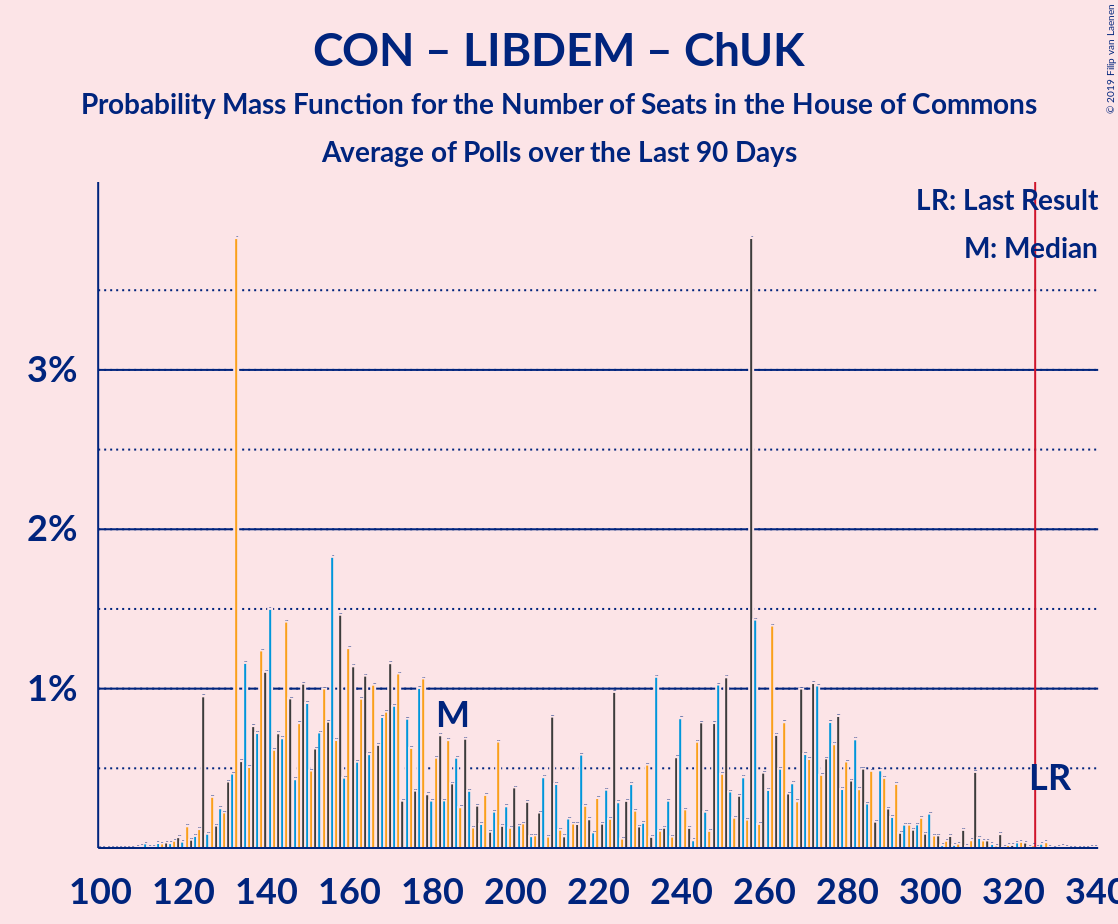 CON – LIBDEM – ChUK
Probability Mass Function for the Number of Seats in the House of Commons
Average of Polls over the Last 90 Days
© 2019 Filip van Laenen
LR: Last Result
M: Median
3%
2%
1%
M
LR
100 120 140 160 180 200 220 240 260 280 300 320 340